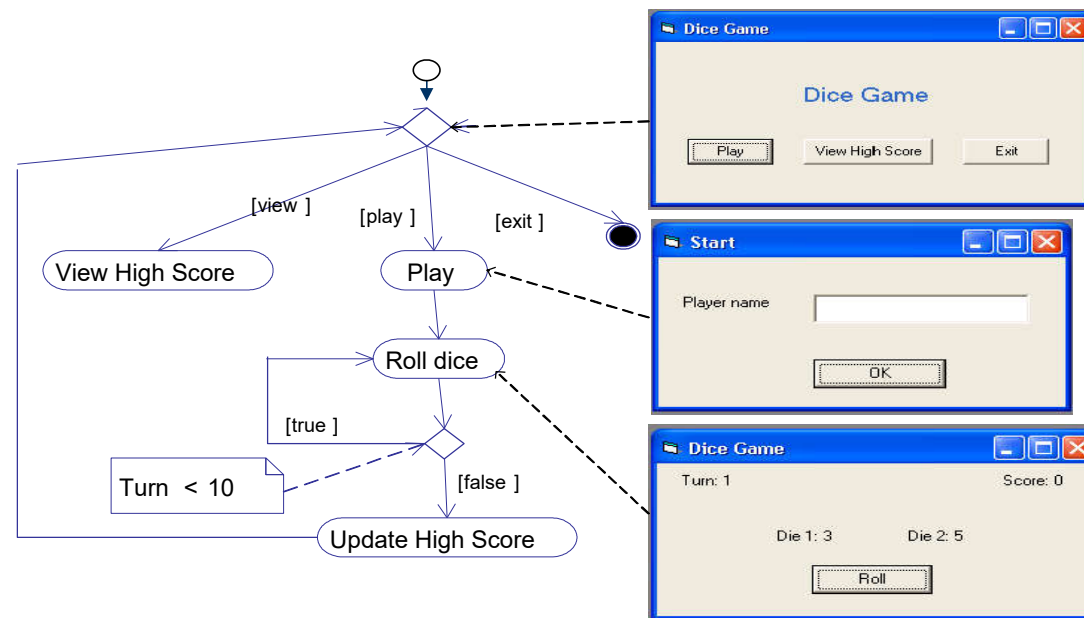 [view ]
[play ]
[exit ]
View High Score
Play
Roll dice
[true ]
Turn < 10
[false ]
Update High Score
Dice Game
Dice Game
Play
View High Score
Exit
Start
Player name
OK
Dice Game
Turn: 1 Score: 0
Die 1: 3 Die 2: 5
Roll